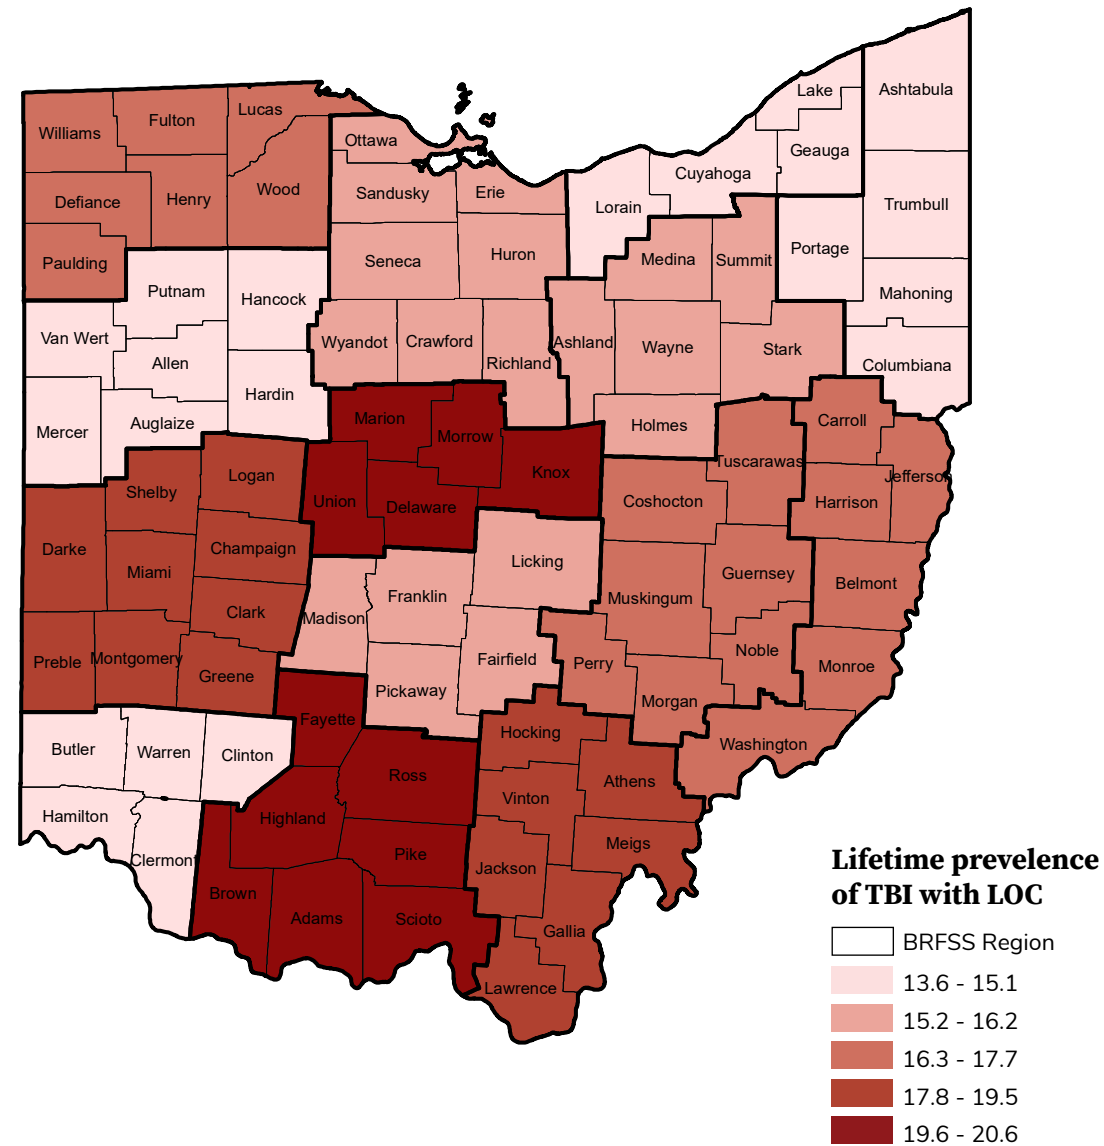 Lake
Ashtabula
Lucas
Fulton
Williams
Ottawa
Geauga
Cuyahoga
Wood
Sandusky
Erie
Henry
Defiance
Lorain
Trumbull
Portage
Huron
Medina
Summit
Seneca
Paulding
Putnam
Hancock
Mahoning
Van Wert
Wyandot
Crawford
Ashland
Wayne
Stark
Allen
Richland
Columbiana
Hardin
Marion
Carroll
Auglaize
Holmes
Mercer
Morrow
Tuscarawas
Knox
Logan
Jefferson
Shelby
Union
Coshocton
Harrison
Delaware
Darke
Champaign
Licking
Miami
Guernsey
Belmont
Franklin
Muskingum
Clark
Madison
Noble
Preble
Montgomery
Fairfield
Perry
Monroe
Greene
Pickaway
Morgan
Fayette
Hocking
Washington
Butler
Warren
Clinton
Ross
Athens
Vinton
Hamilton
Highland
Meigs
Pike
Clermont
Jackson
Brown
Adams
Scioto
Gallia
Lawrence
Lifetime prevelence
of TBI with LOC
BRFSS Region
13.6 - 15.1
15.2 - 16.2
16.3 - 17.7
17.8 - 19.5
19.6 - 20.6